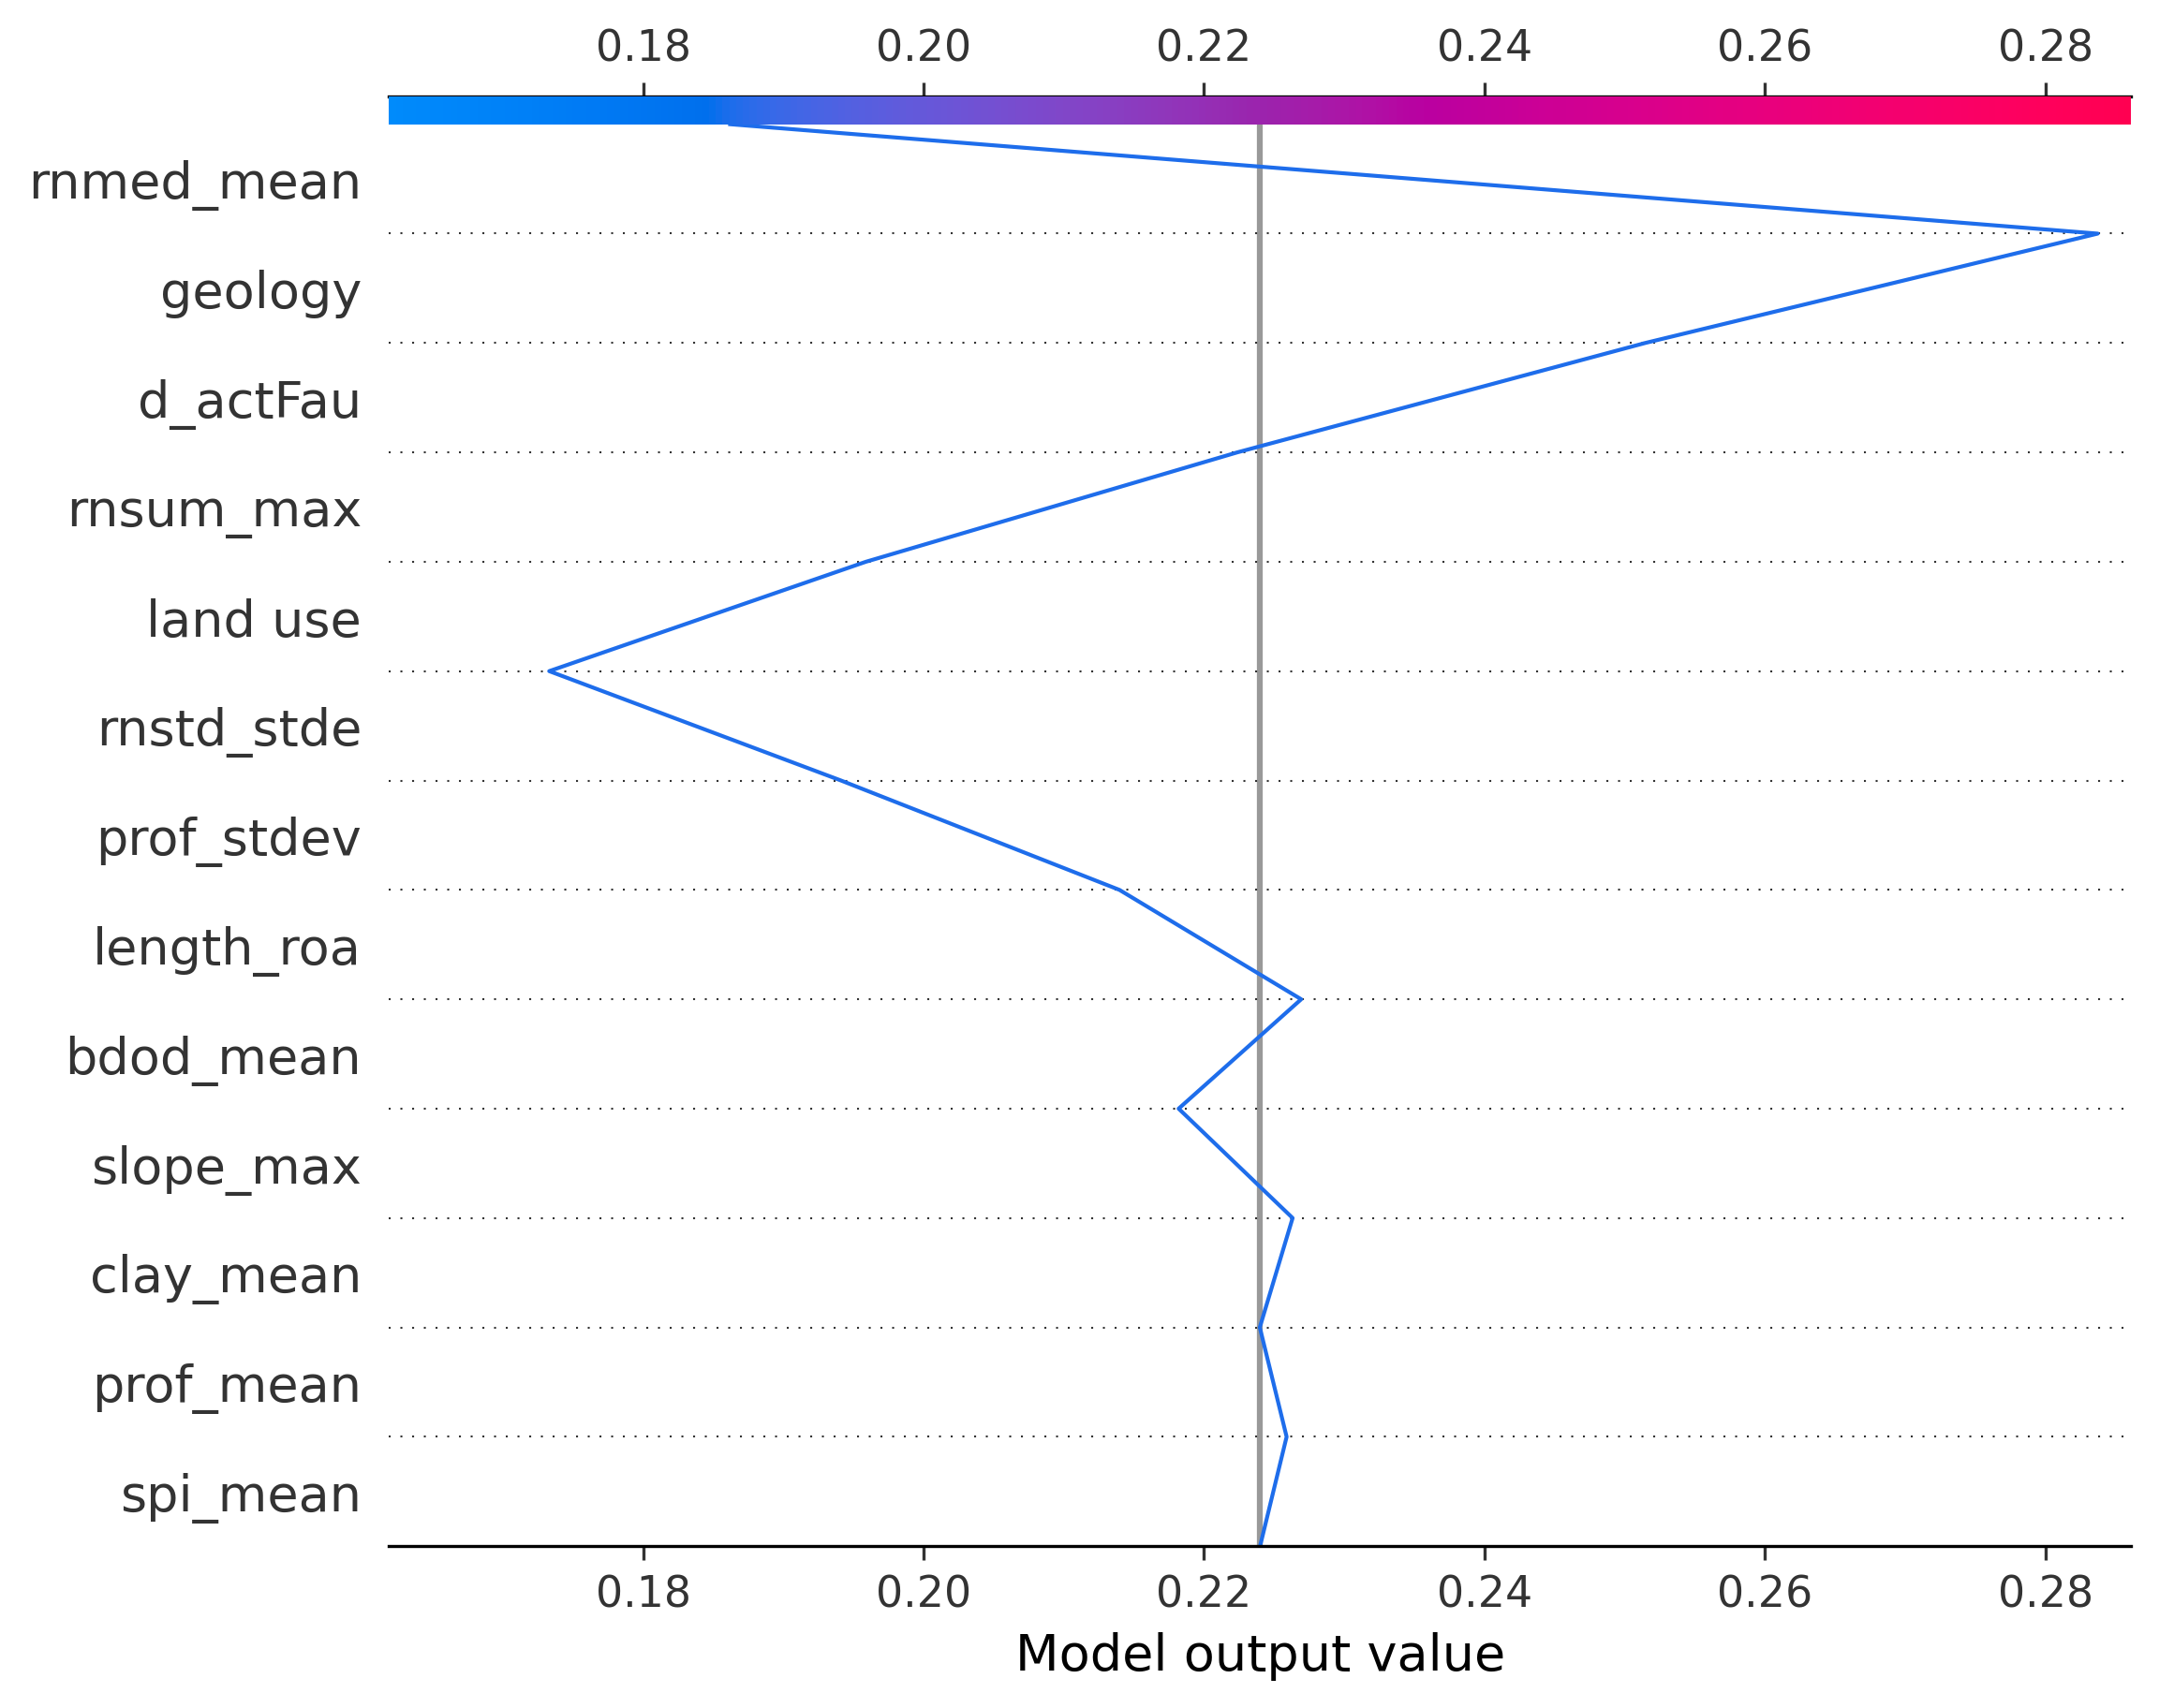 0.18 0.20 0.22 0.24 0.26 0.28
rnmed_mean
geology
d_actFau
rnsum_max
land use
rnstd_stde
prof_stdev
length_roa
bdod_mean
slope_max
clay_mean
prof_mean
spi_mean
0.18 0.20 0.22 0.24 0.26 0.28
Model output value